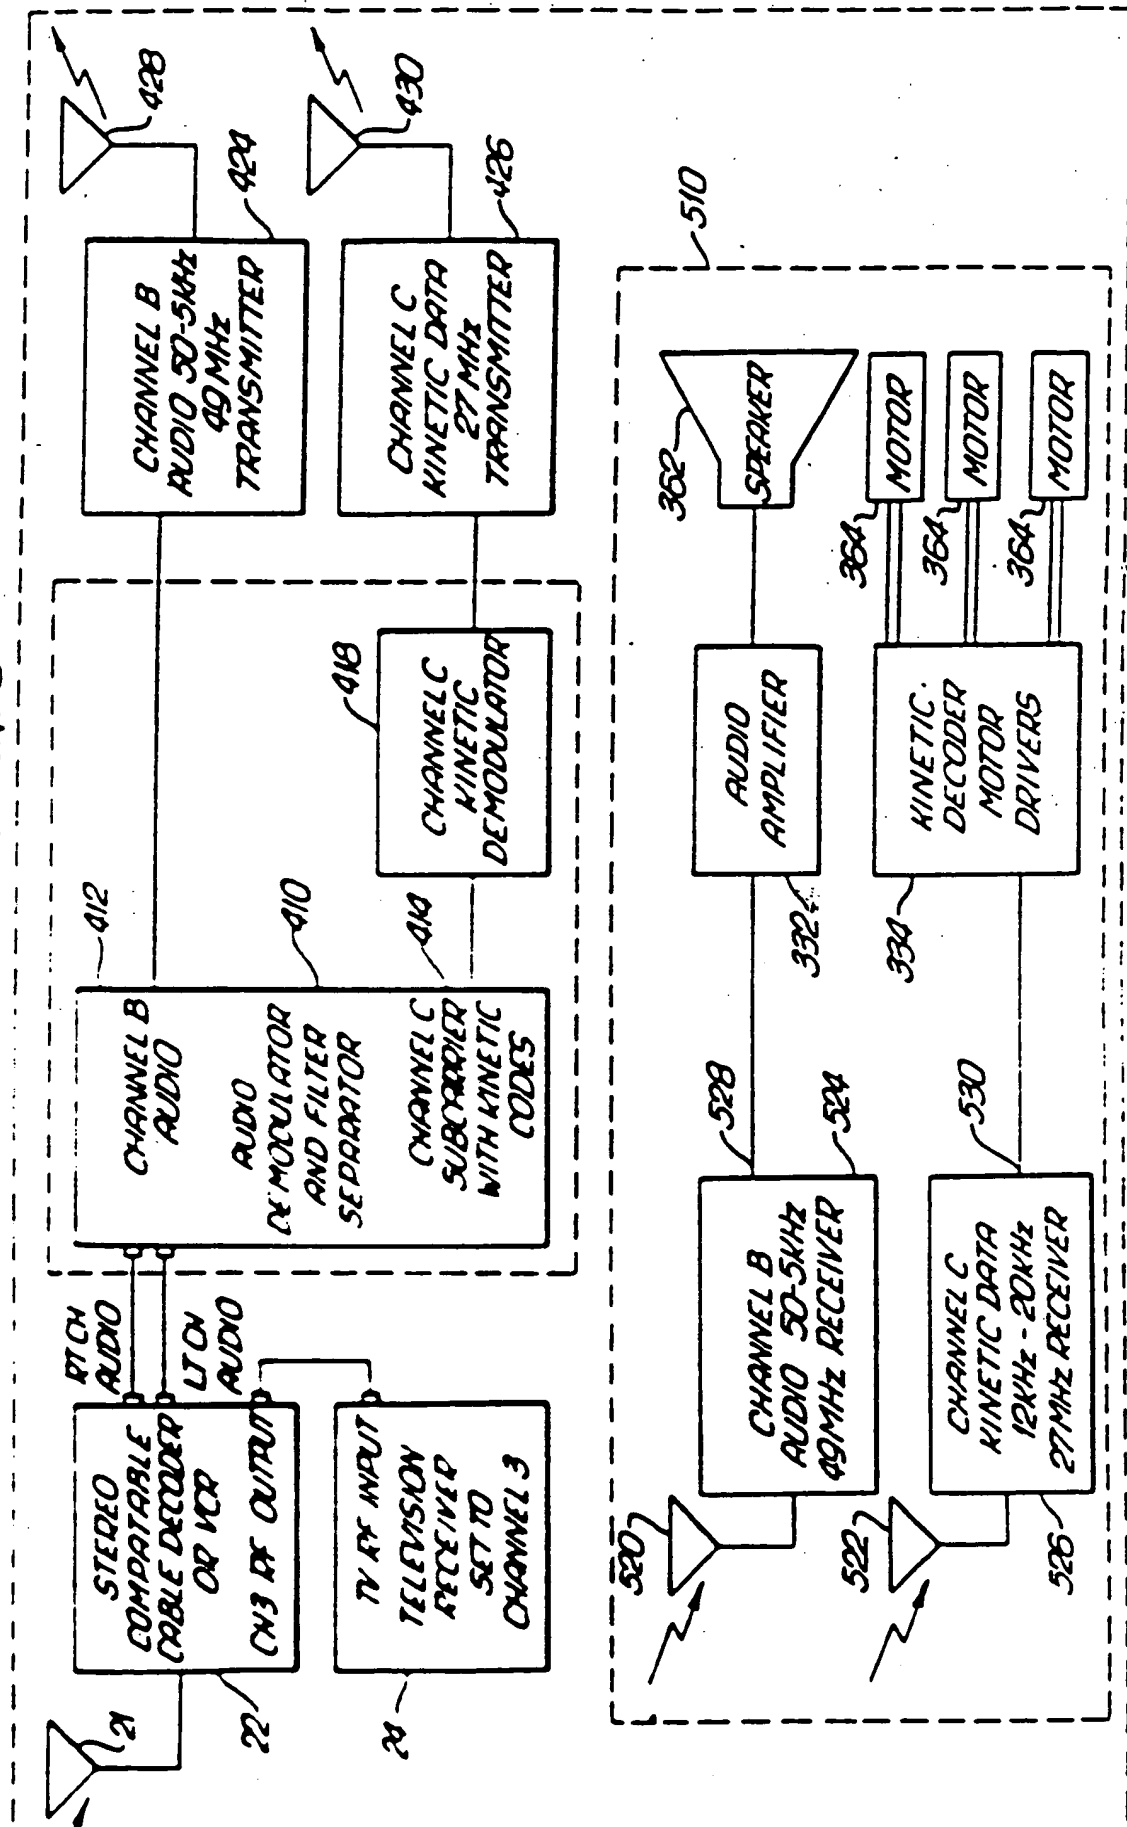 21
STEREO
COMPATABLE
CABLE DECODER
OR VCR
CH3 RF OUTPUT
22
RT CH
AUDIO
LT CH
AUDIO
TV RF INPUT
TELEVISION
RECEIVER
SET TO
CHANNEL 3
24
CHANNEL B
AUDIO
412
AUDIO
DEMODULATOR
AND FILTER
SEPARATOR
410
CHANNEL C
SUBCARRIER
WITH KINETIC
CODES
414
418
CHANNEL C
KINETIC
DEMODULATOR
CHANNEL B
AUDIO 50-5KHz
49 MHz
TRANSMITTER
424
428
CHANNEL C
KINETIC DATA
27 MHz
TRANSMITTER
426
430
510
520
CHANNEL B
AUDIO 50-5KHz
49MHz RECEIVER
524
528
AUDIO
AMPLIFIER
332
362
SPEAKER
522
CHANNEL C
KINETIC DATA
12KHz-20KHz
27MHz RECEIVER
526
530
KINETIC
DECODER
MOTOR
DRIVERS
334
364
MOTOR
364
MOTOR
364
MOTOR